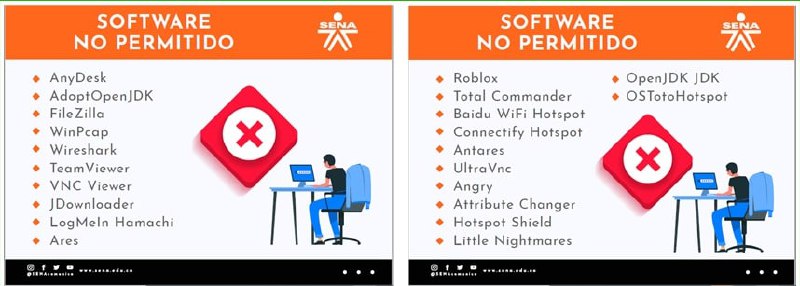 SOFTWARE
NO PERMITIDO
SENA
AnyDesk
AdoptOpenJDK
FileZilla
WinPcap
Wireshark
TeamViewer
VNC Viewer
JDownloader
LogMeIn Hamachi
Ares
@SENAcomunica
www.sena.edu.co
SOFTWARE
NO PERMITIDO
SENA
Roblox
Total Commander
Baidu WiFi Hotspot
Connectify Hotspot
Antares
UltraVnc
Angry
Attribute Changer
Hotspot Shield
Little Nightmares
OpenJDK JDK
OSTotoHotspot
@SENAcomunica
www.sena.edu.co